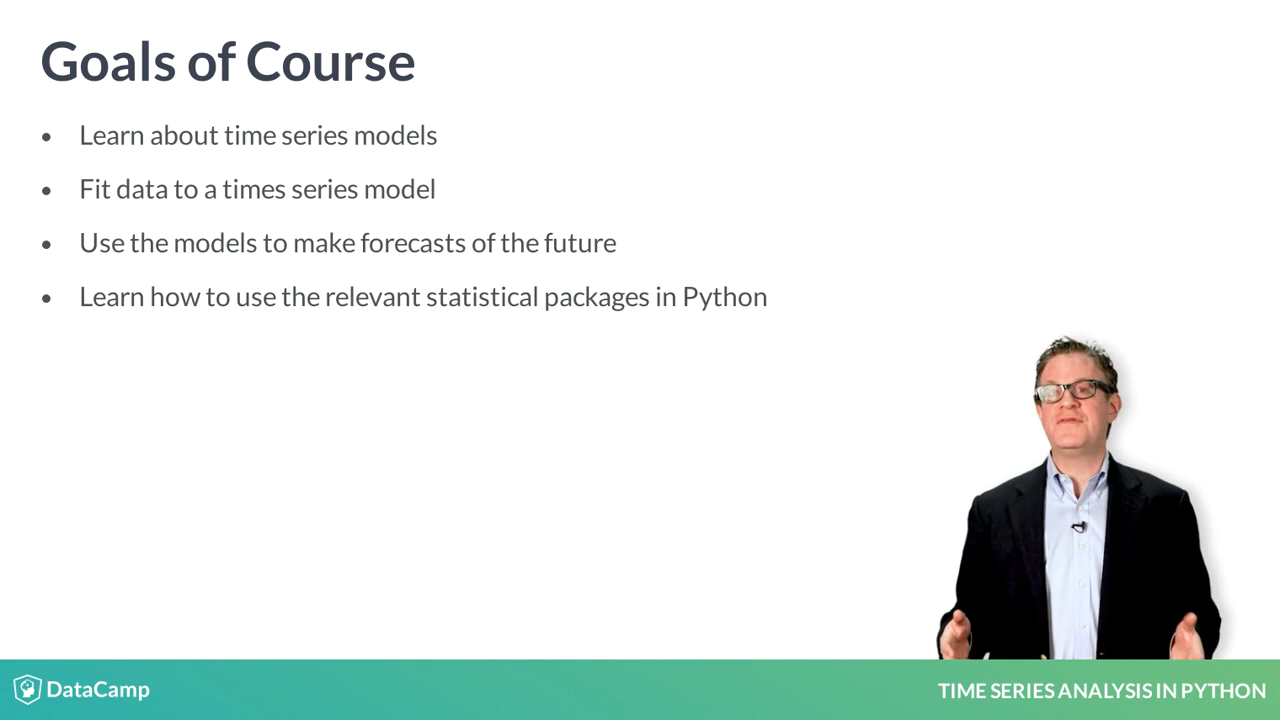 Goals of Course
• Learn about time series models
• Fit data to a times series model
• Use the models to make forecasts of the future
• Learn how to use the relevant statistical packages in Python
DataCamp
TIME SERIES ANALYSIS IN PYTHON